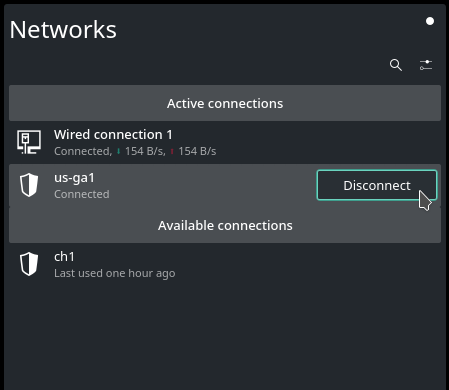 Networks
Active connections
Wired connection 1
Connected, ↓ 154 B/s, ↑ 154 B/s
us-ga1
Connected
Disconnect
Available connections
ch1
Last used one hour ago